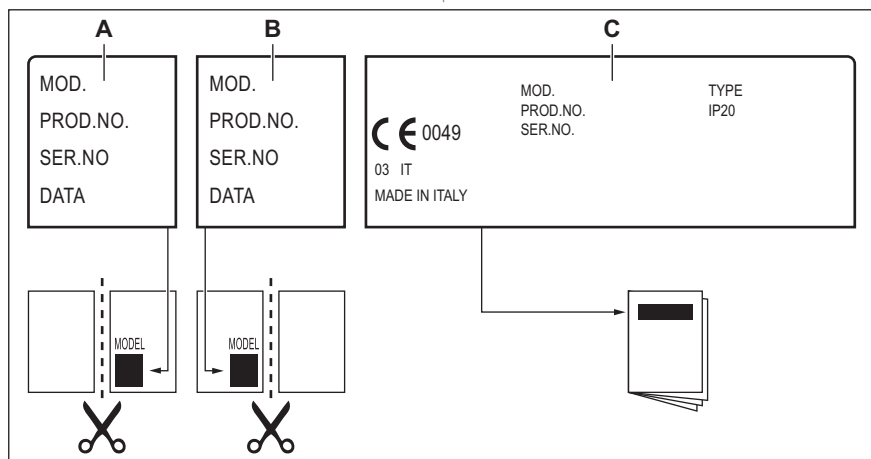 A
B
C
MOD.
PROD.NO.
SER.NO
DATA
MOD.
PROD.NO.
SER.NO
DATA
CE 0049
03 IT
MADE IN ITALY
MOD.
PROD.NO.
SER.NO.
TYPE
IP20
MODEL
MODEL